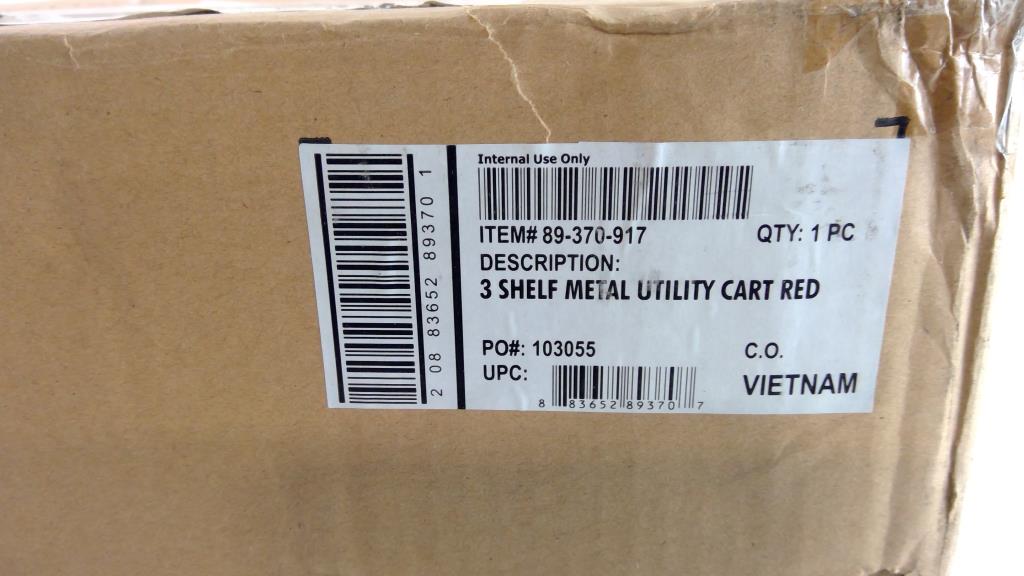 2 08 83652 89370 1
Internal Use Only
ITEM# 89-370-917 QTY: 1 PC
DESCRIPTION:
3 SHELF METAL UTILITY CART RED
PO#: 103055 C.O.
UPC: VIETNAM
8 83652 89370 7